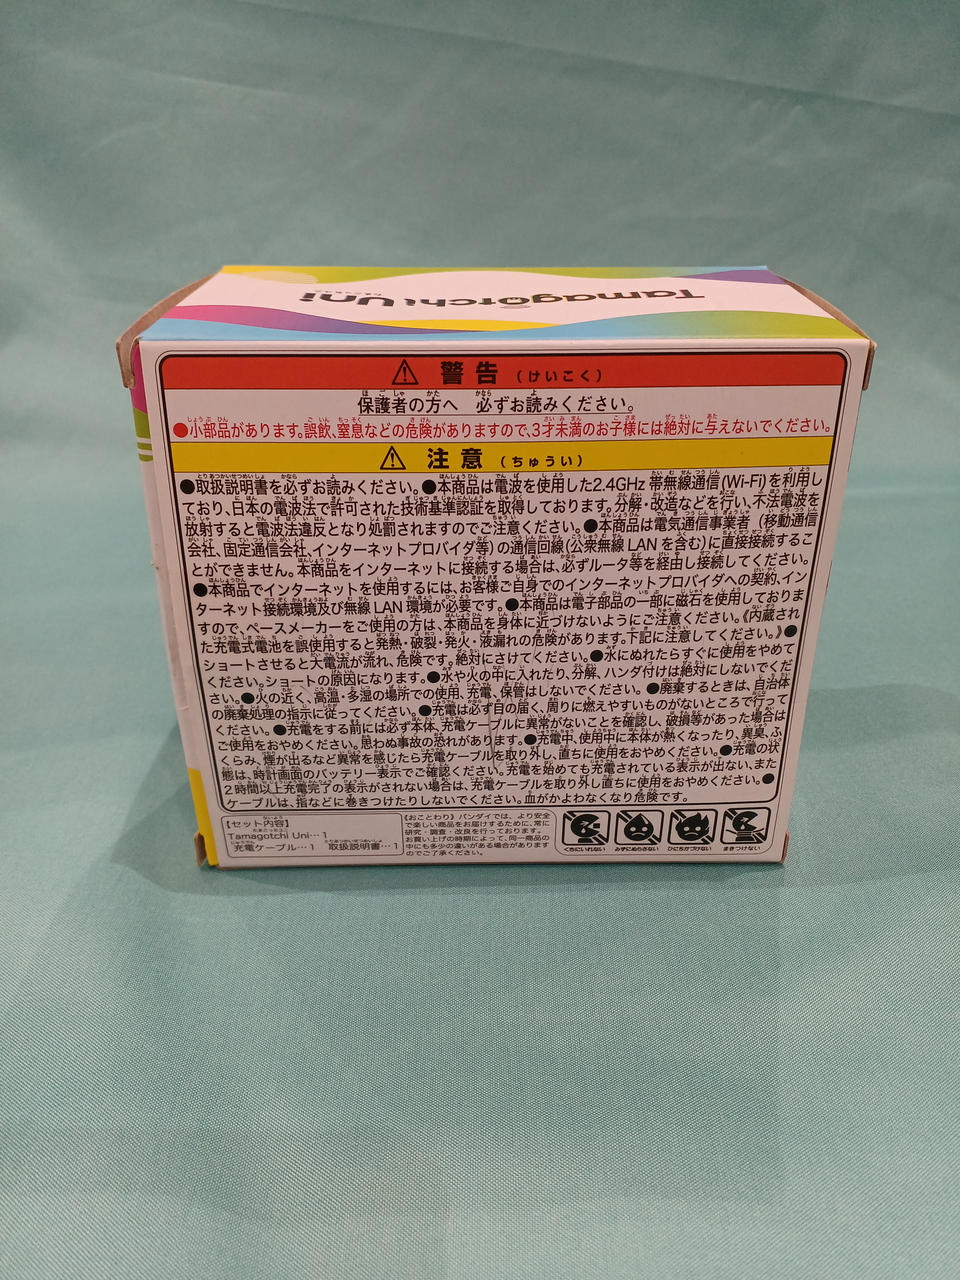 Tamagotchi Uni
⚠ 警告 (けいこく)
保護者の方へ 必ずお読みください。
●小部品があります。誤飲、窒息などの危険がありますので、3才未満のお子様には絶対に与えないでください。
⚠ 注意 (ちゅうい)
●取扱説明書を必ずお読みください。●本商品は電波を使用した2.4GHz 帯無線通信(Wi-Fi)を利用し
ており、日本の電波法で許可された技術基準認証を取得しております。分解・改造などを行い、不法電波を
放射すると電波法違反となり処罰されますのでご注意ください。●本商品は電気通信事業者 (移動通信
会社、固定通信会社、インターネットプロバイダ等) の通信回線(公衆無線 LAN を含む)に直接接続するこ
とができません。本商品をインターネットに接続する場合は、必ずルータ等を経由し接続してください。
●本商品でインターネットを使用するには、お客様ご自身でのインターネットプロバイダへの契約、イン
ターネット接続環境及び無線 LAN 環境が必要です。●本商品は電子部品の一部に磁石を使用しておりま
すので、ペースメーカーをご使用の方は、本商品を身体に近づけないようにご注意ください。《内蔵され
た充電式電池を誤使用すると発熱・破裂・発火・液漏れの危険があります。下記に注意してください。》●
ショートさせると大電流が流れ、危険です。絶対にさけてください。●水にぬれたらすぐに使用をやめて
ください。ショートの原因になります。●水や火の中に入れたり、分解、ハンダ付けは絶対にしないでくだ
さい。●火の近く、高温・多湿の場所での使用、充電、保管はしないでください。●廃棄するときは、自治体
の廃棄処理の指示に従ってください。●充電は必ず目の届く、周りに燃えやすいものがないところで行って
ください。●充電をする前には必ず本体、充電ケーブルに異常がないことを確認し、破損等があった場合は
ご使用をおやめください。思わぬ事故の恐れがあります。●充電中、使用中に本体が熱くなったり、異臭、ふ
くらみ、煙が出るなど異常を感じたら充電ケーブルを取り外し、直ちに使用をおやめください。●充電の状
態は、時計画面のバッテリー表示でご確認ください。充電を始めても充電されている表示が出ない、また
2時間以上充電完了の表示がされない場合は、充電ケーブルを取り外し直ちに使用をおやめください。●
ケーブルは、指などに巻きつけたりしないでください。血がかよわなくなり危険です。
【セット内容】
Tamagotchi Uni…1
充電ケーブル…1 取扱説明書…1
《おことわり》バンダイでは、より安全
で楽しい商品をお届けするために、常に
研究・調査・改良を行っております。
お買い上げの時期によって、同一商品の
中にも多少の違いがある場合があります
のでご了承ください。
くちにいれない
みずにぬらさない
ひにちかづけない
まきつけない